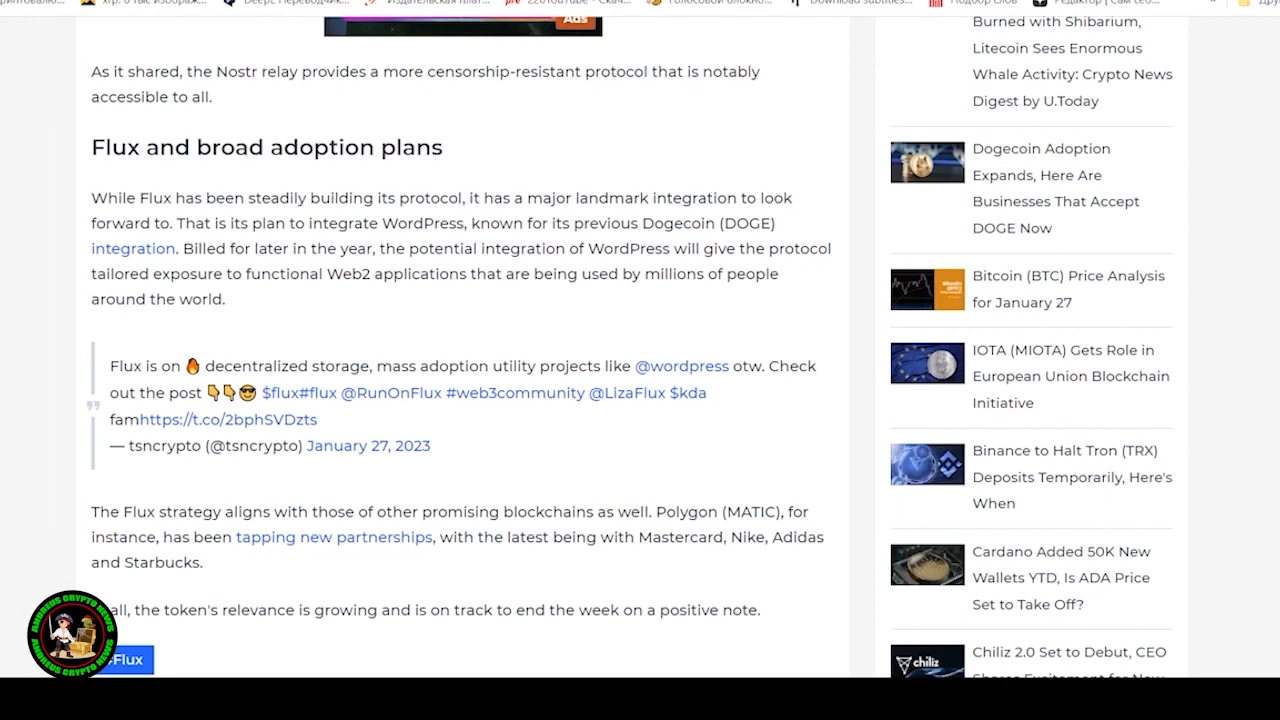 Ads
As it shared, the Nostr relay provides a more censorship-resistant protocol that is notably
accessible to all.
Flux and broad adoption plans
While Flux has been steadily building its protocol, it has a major landmark integration to look
forward to. That is its plan to integrate WordPress, known for its previous Dogecoin (DOGE)
integration. Billed for later in the year, the potential integration of WordPress will give the protocol
tailored exposure to functional Web2 applications that are being used by millions of people
around the world.
Flux is on 🔥 decentralized storage, mass adoption utility projects like @wordpress otw. Check
out the post 👇👇😎 $flux#flux @RunOnFlux #web3community @LizaFlux $kda
famhttps://t.co/2bphSVDzts
— tsncrypto (@tsncrypto) January 27, 2023
The Flux strategy aligns with those of other promising blockchains as well. Polygon (MATIC), for
instance, has been tapping new partnerships, with the latest being with Mastercard, Nike, Adidas
and Starbucks.
all, the token's relevance is growing and is on track to end the week on a positive note.
#Flux
Burned with Shibarium,
Litecoin Sees Enormous
Whale Activity: Crypto News
Digest by U.Today
Dogecoin Adoption
Expands, Here Are
Businesses That Accept
DOGE Now
Bitcoin (BTC) Price Analysis
for January 27
IOTA (MIOTA) Gets Role in
European Union Blockchain
Initiative
Binance to Halt Tron (TRX)
Deposits Temporarily, Here's
When
Cardano Added 50K New
Wallets YTD, Is ADA Price
Set to Take Off?
chiliz
Chiliz 2.0 Set to Debut, CEO
ANDREUS CRYPTO NEWS
ANDREUS CRYPTO NEWS